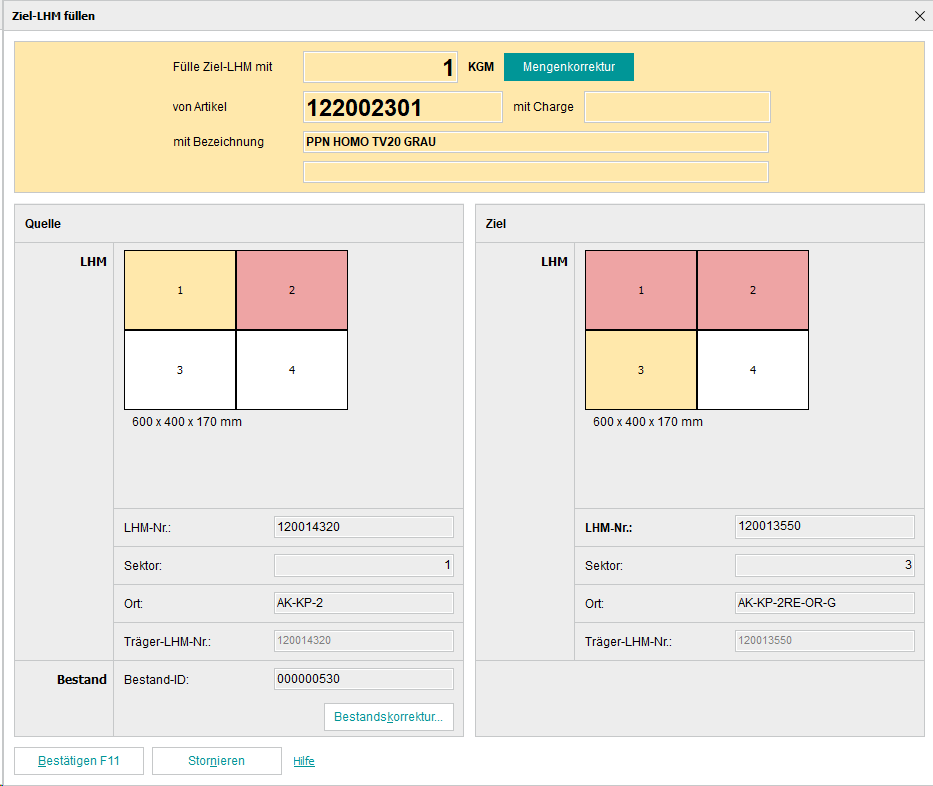 Ziel-LHM füllen
Fülle Ziel-LHM mit 1 KGM Mengenkorrektur
von Artikel 122002301 mit Charge
mit Bezeichnung PPN HOMO TV20 GRAU
Quelle
LHM
1 2
3 4
600 x 400 x 170 mm
LHM-Nr.: 120014320
Sektor: 1
Ort: AK-KP-2
Träger-LHM-Nr.: 120014320
Bestand Bestand-ID: 000000530
Bestandskorrektur...
Ziel
LHM
1 2
3 4
600 x 400 x 170 mm
LHM-Nr.: 120013550
Sektor: 3
Ort: AK-KP-2RE-OR-G
Träger-LHM-Nr.: 120013550
Bestätigen F11 Stornieren Hilfe